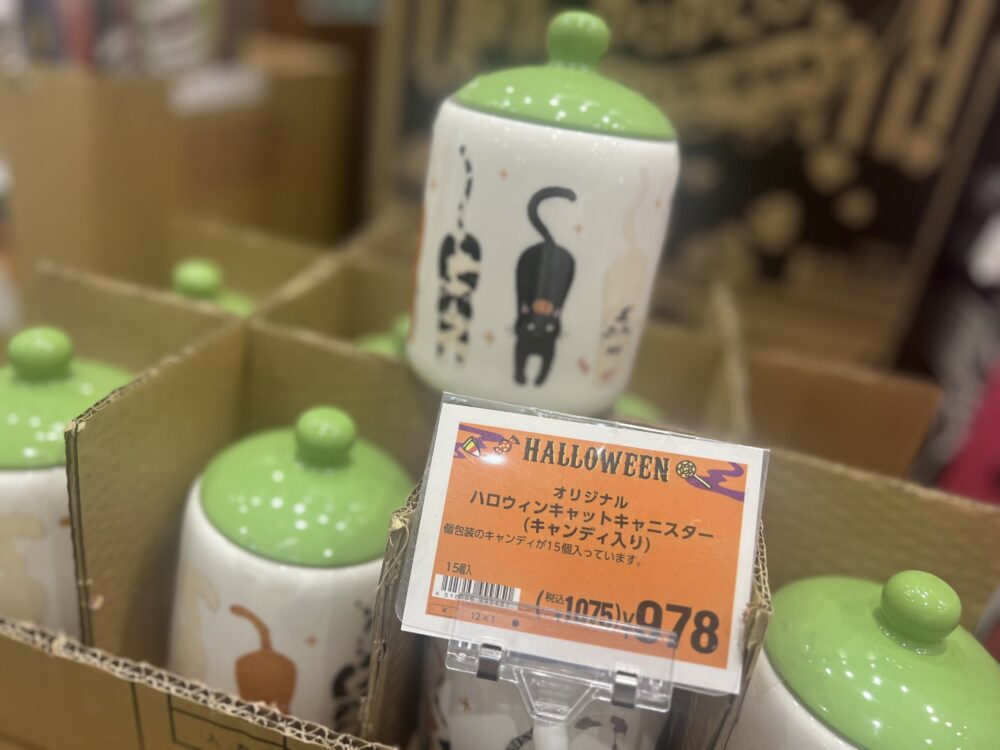 HALLOWEEN
オリジナル
ハロウィンキャットキャニスター
(キャンディ入り)
個包装のキャンディが15個入っています。
15個入
12×1
(税込1075)¥978